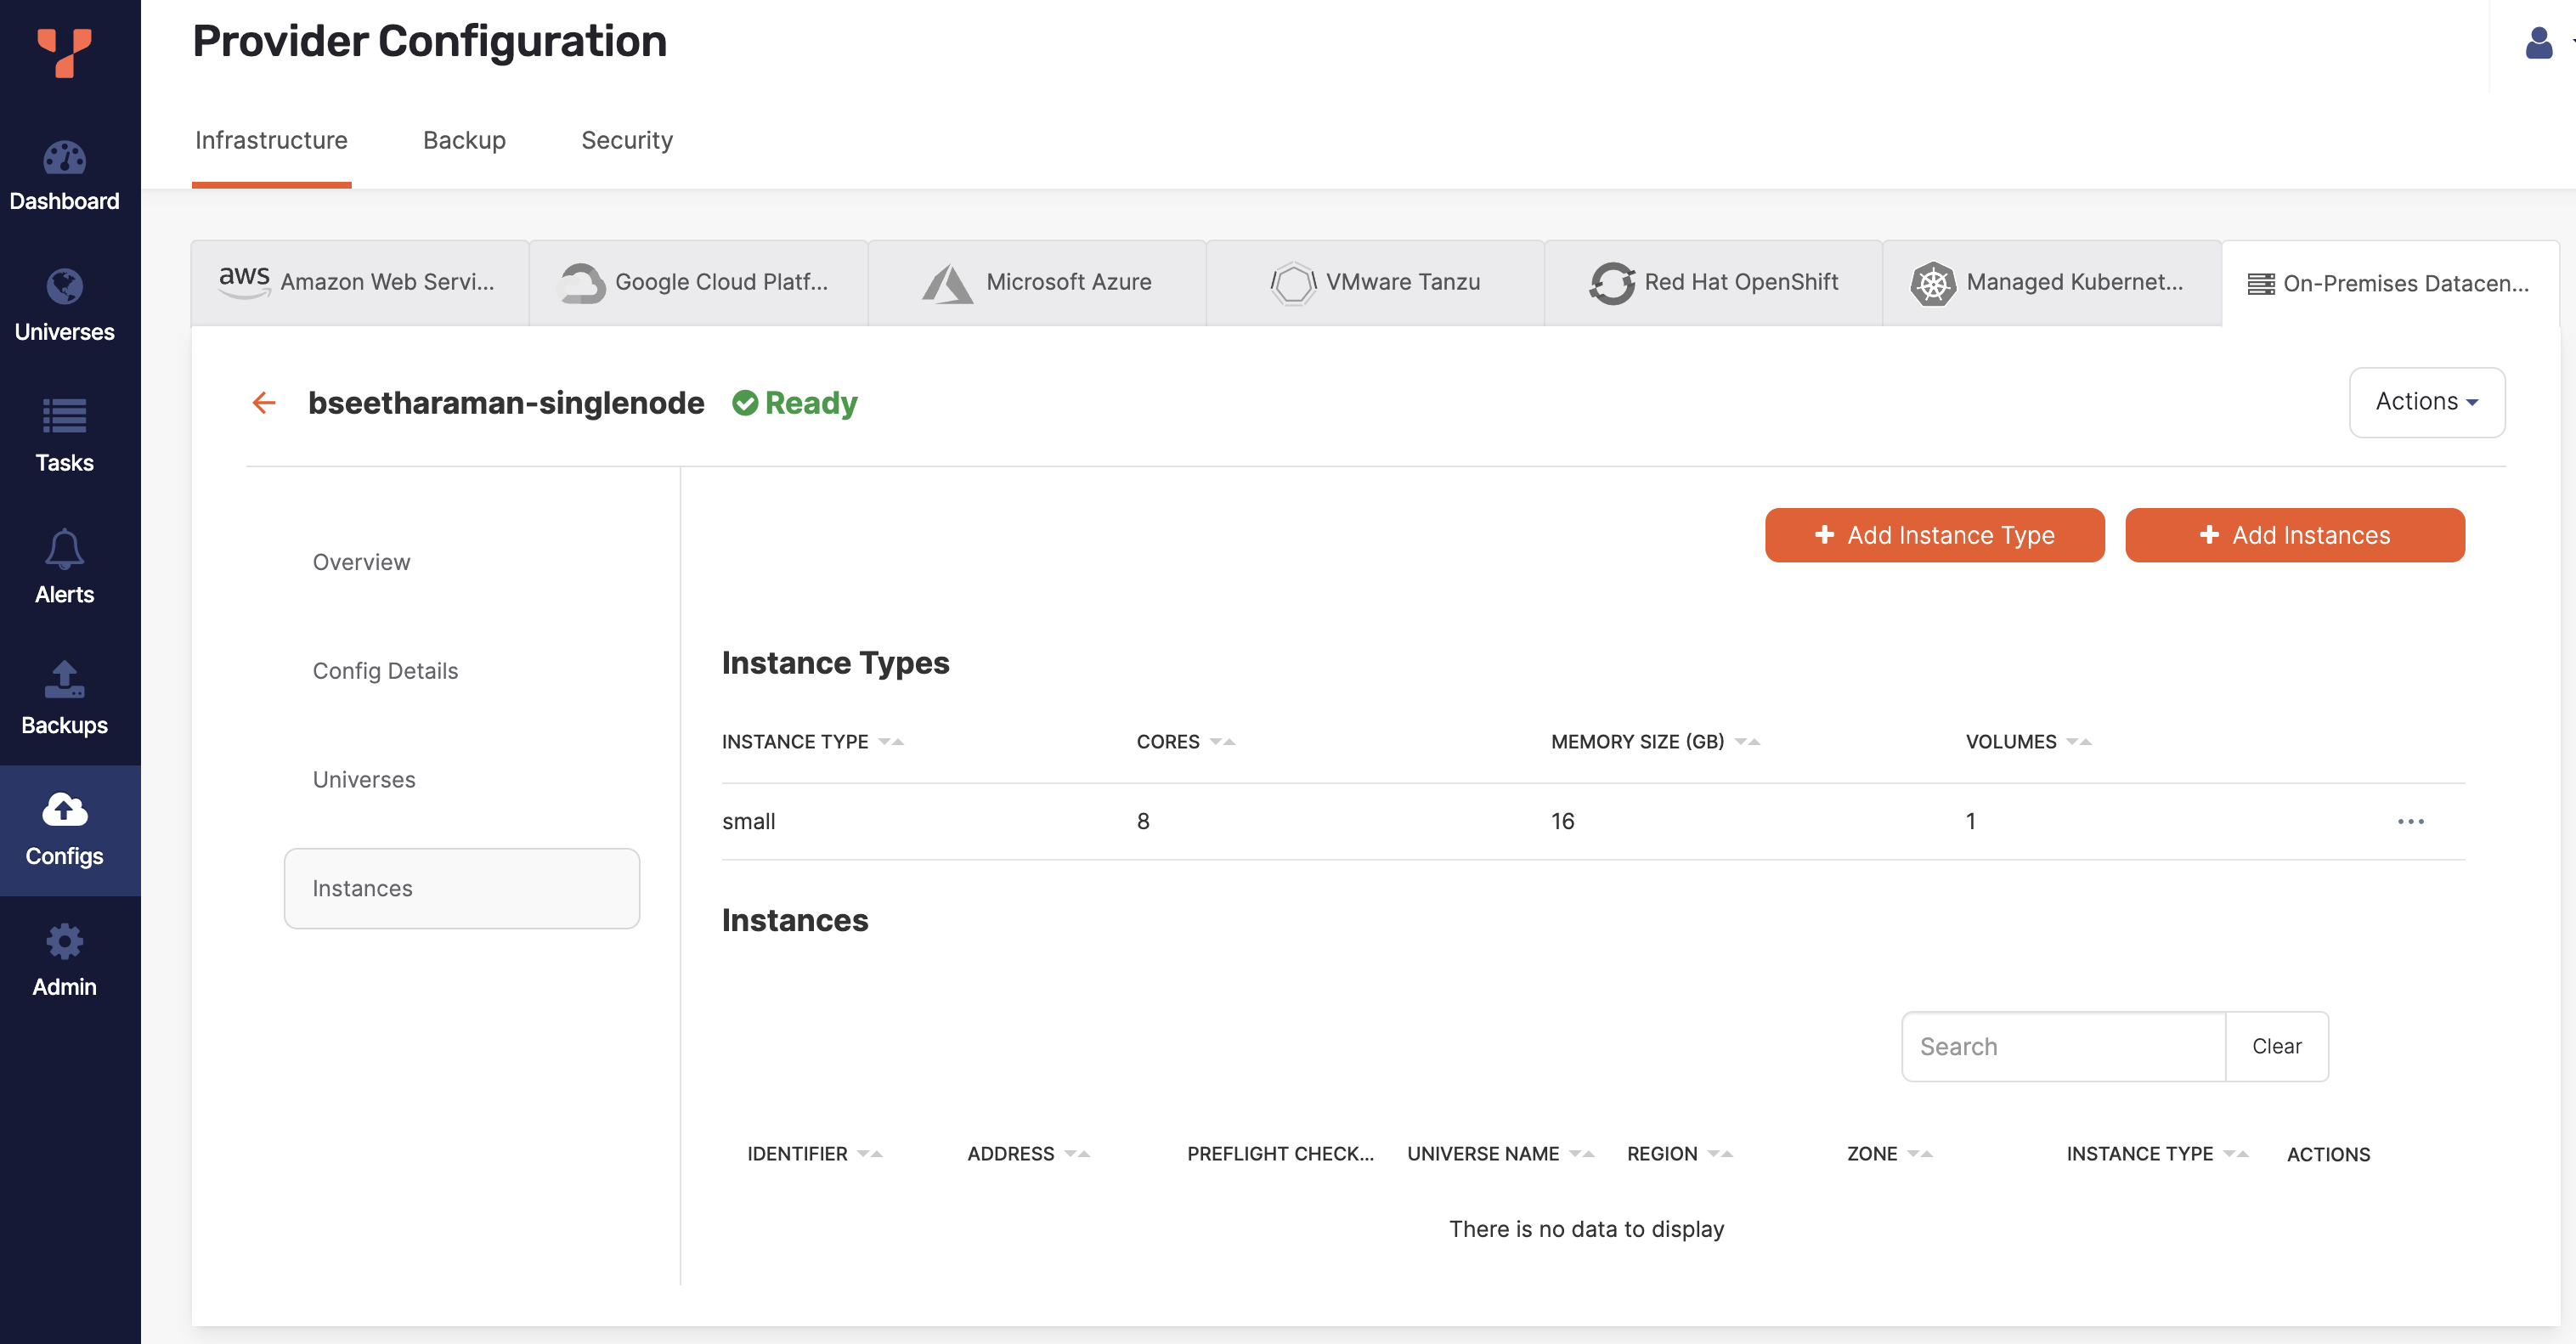 Provider Configuration
Infrastructure Backup Security
Dashboard
Universes
Tasks
Alerts
Backups
Configs
Admin
aws Amazon Web Servi... Google Cloud Platf... Microsoft Azure VMware Tanzu Red Hat OpenShift Managed Kubernet... On-Premises Datacen...
bseetharaman-singlenode Ready Actions
Overview
Config Details
Universes
Instances
Add Instance Type Add Instances
Instance Types
INSTANCE TYPE CORES MEMORY SIZE (GB) VOLUMES
small 8 16 1 ...
Instances
Search Clear
IDENTIFIER ADDRESS PREFLIGHT CHECK... UNIVERSE NAME REGION ZONE INSTANCE TYPE ACTIONS
There is no data to display